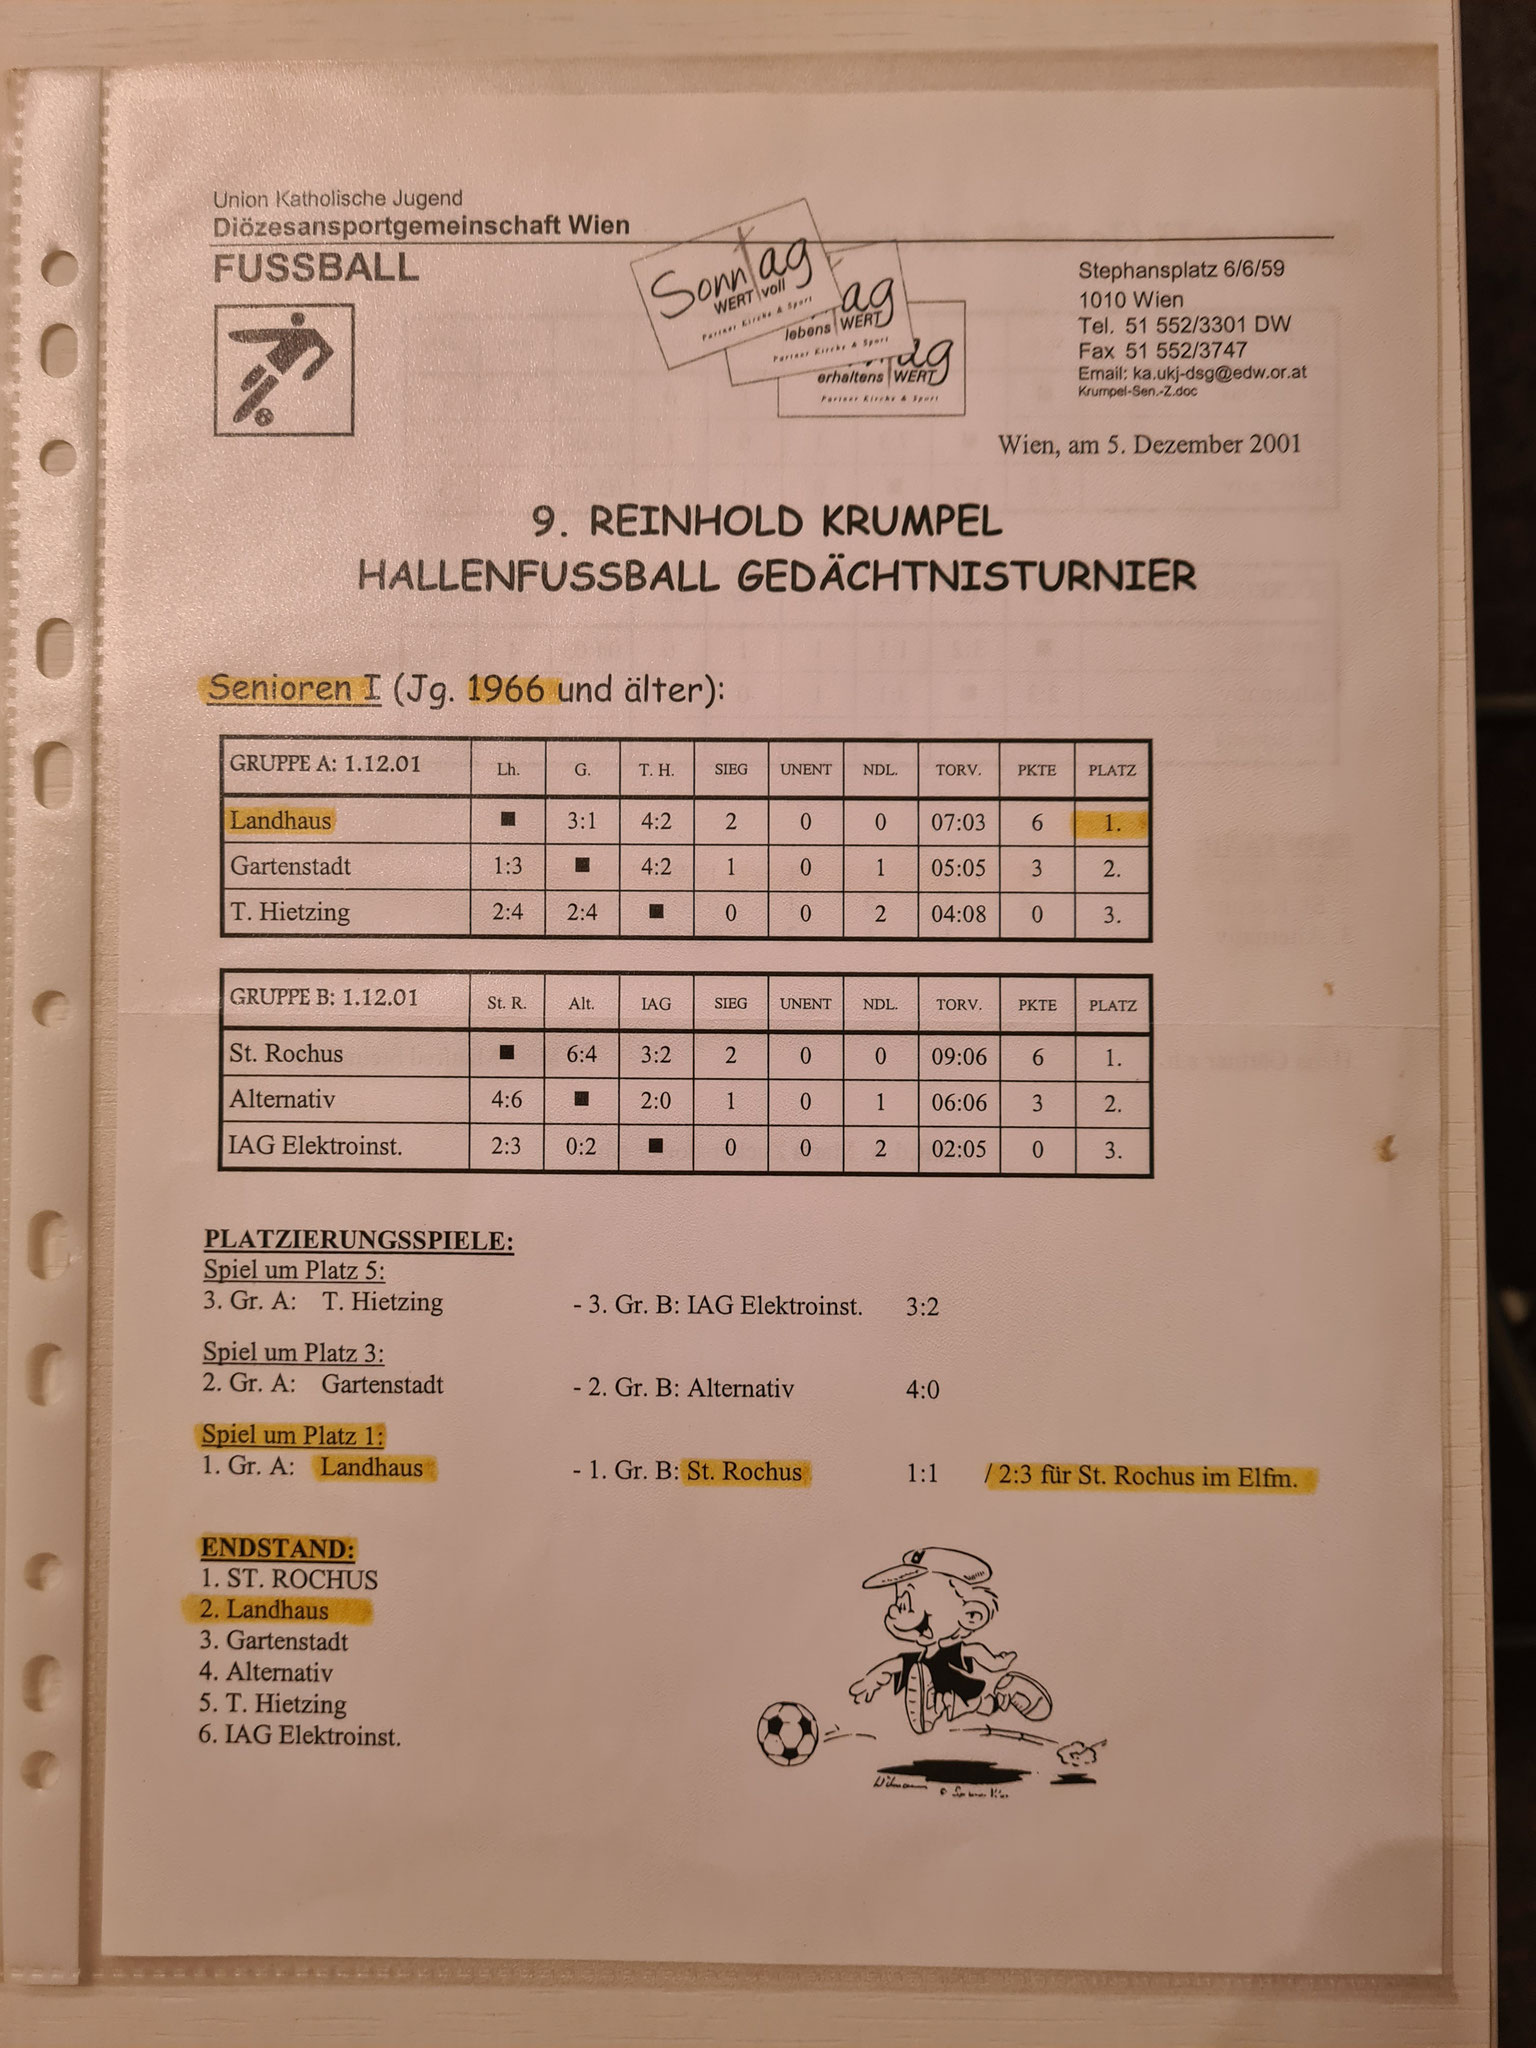 Union Katholische Jugend
Diözesansportgemeinschaft Wien
FUSSBALL
Sonntag
WERT voll
Partner Kirche & Sport
ag
lebens WERT
Partner Kirche & Sport
ag
erhaltens WERT
Partner Kirche & Sport
Stephansplatz 6/6/59
1010 Wien
Tel. 51 552/3301 DW
Fax 51 552/3747
Email: ka.ukj-dsg@edw.or.at
Krumpel-Sen.-Z.doc
Wien, am 5. Dezember 2001
9. REINHOLD KRUMPEL
HALLENFUSSBALL GEDÄCHTNISTURNIER
Senioren I (Jg. 1966 und älter):
GRUPPE A: 1.12.01 Lh. G. T. H. SIEG UNENT NDL. TORV. PKTE PLATZ
Landhaus ■ 3:1 4:2 2 0 0 07:03 6 1.
Gartenstadt 1:3 ■ 4:2 1 0 1 05:05 3 2.
T. Hietzing 2:4 2:4 ■ 0 0 2 04:08 0 3.
GRUPPE B: 1.12.01 St. R. Alt. IAG SIEG UNENT NDL. TORV. PKTE PLATZ
St. Rochus ■ 6:4 3:2 2 0 0 09:06 6 1.
Alternativ 4:6 ■ 2:0 1 0 1 06:06 3 2.
IAG Elektroinst. 2:3 0:2 ■ 0 0 2 02:05 0 3.
PLATZIERUNGSSPIELE:
Spiel um Platz 5:
3. Gr. A: T. Hietzing - 3. Gr. B: IAG Elektroinst. 3:2
Spiel um Platz 3:
2. Gr. A: Gartenstadt - 2. Gr. B: Alternativ 4:0
Spiel um Platz 1:
1. Gr. A: Landhaus - 1. Gr. B: St. Rochus 1:1 / 2:3 für St. Rochus im Elfm.
ENDSTAND:
1. ST. ROCHUS
2. Landhaus
3. Gartenstadt
4. Alternativ
5. T. Hietzing
6. IAG Elektroinst.